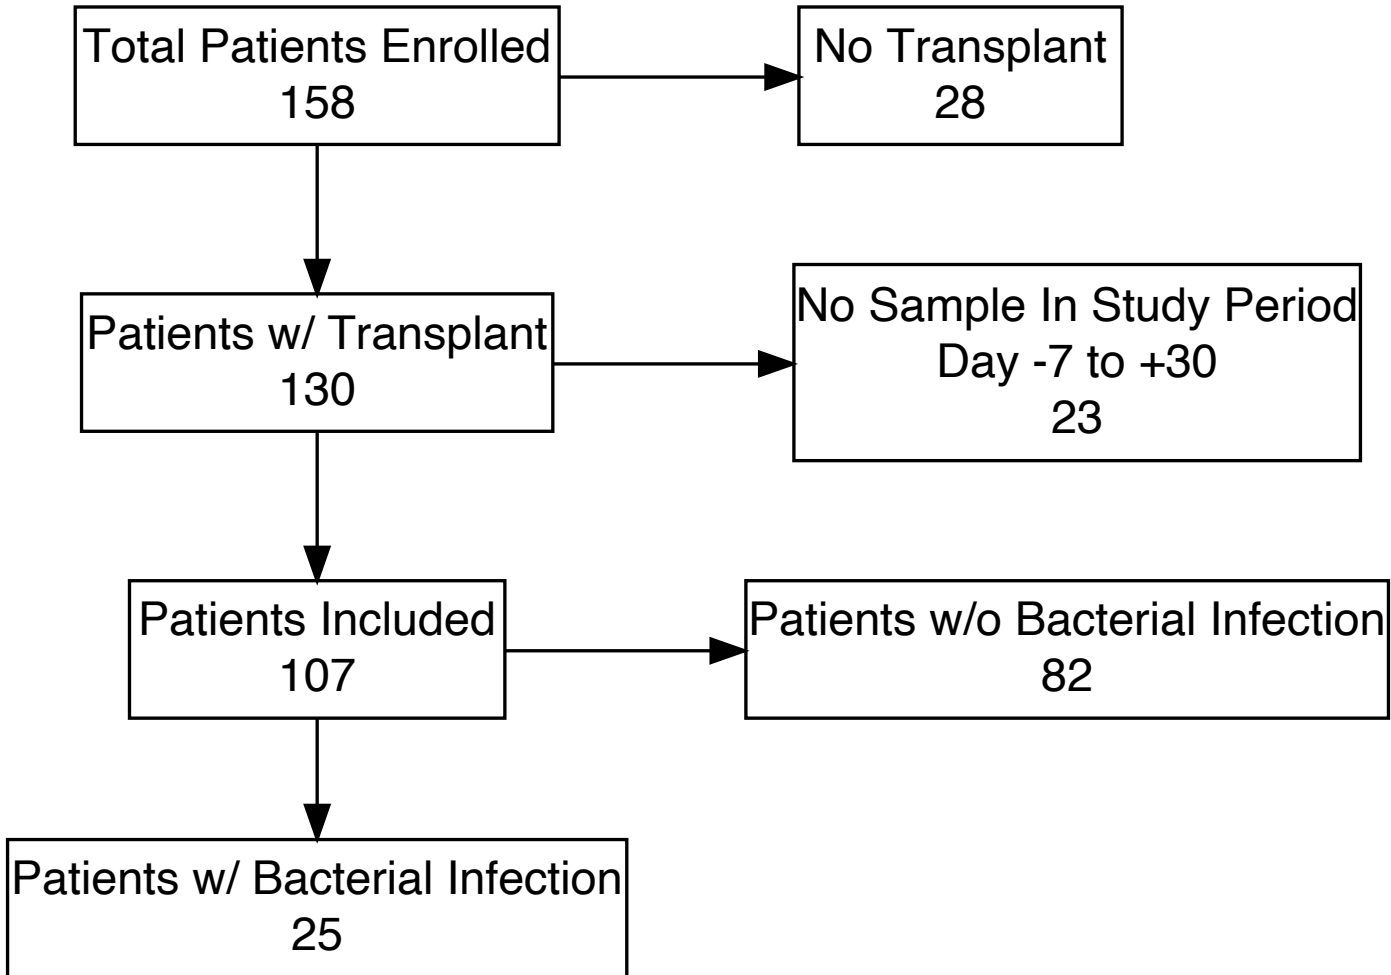 Total Patients Enrolled
158
No Transplant
28
Patients w/ Transplant
130
No Sample In Study Period
Day -7 to +30
23
Patients Included
107
Patients w/o Bacterial Infection
82
Patients w/ Bacterial Infection
25